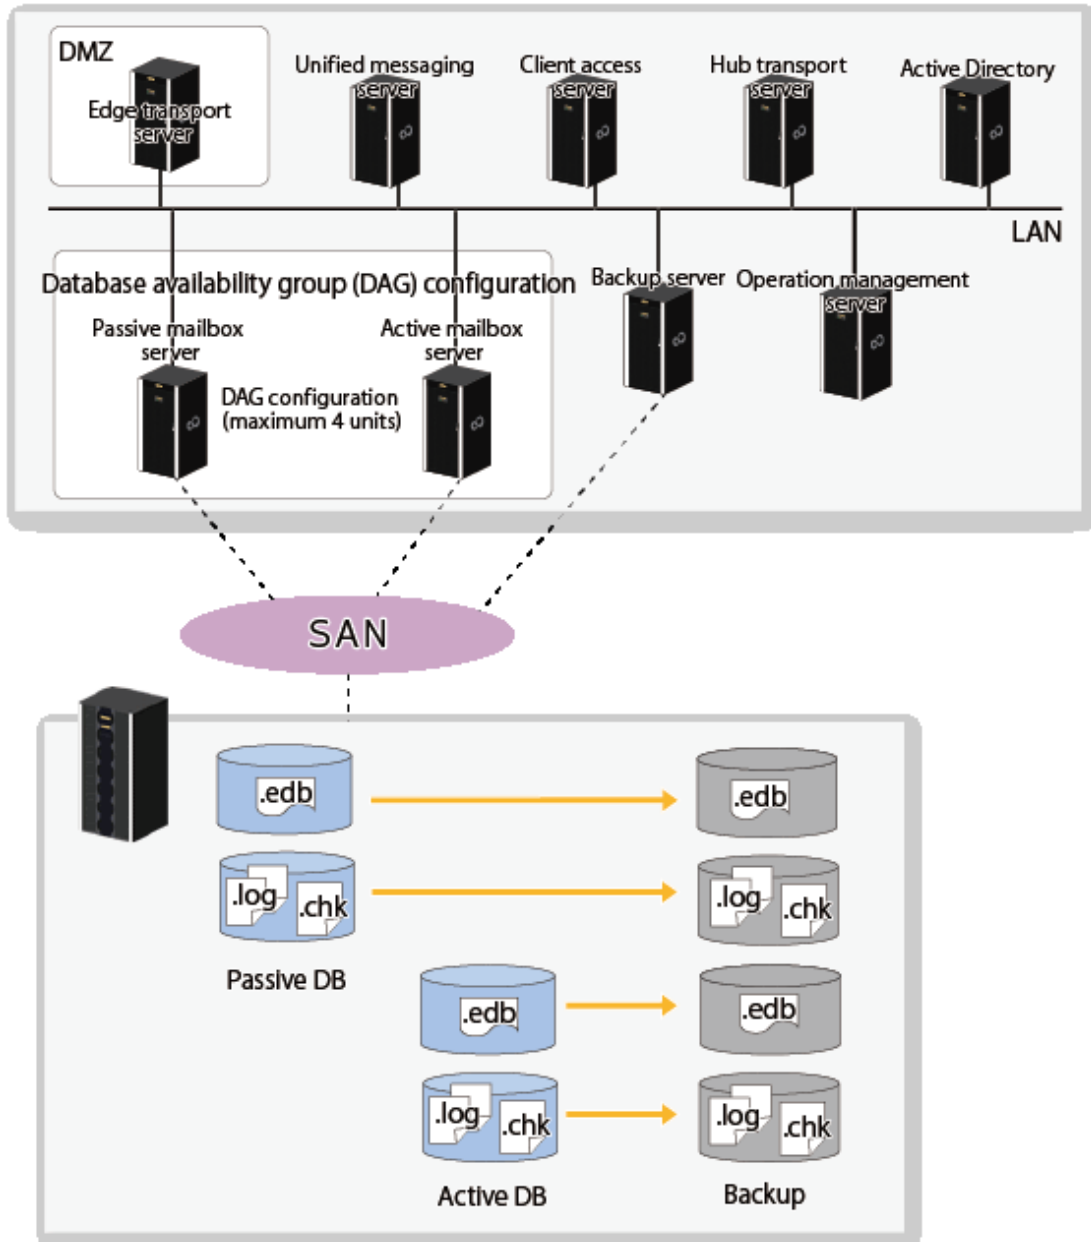 DMZ
Edge transport
server
Unified messaging
server
Client access
server
Hub transport
server
Active Directory
LAN
Database availability group (DAG) configuration
Backup server
Operation management
server
Passive mailbox
server
Active mailbox
server
DAG configuration
(maximum 4 units)
SAN
.edb
.edb
.log
.chk
.log
.chk
Passive DB
.edb
.edb
.log
.chk
.log
.chk
Active DB
Backup